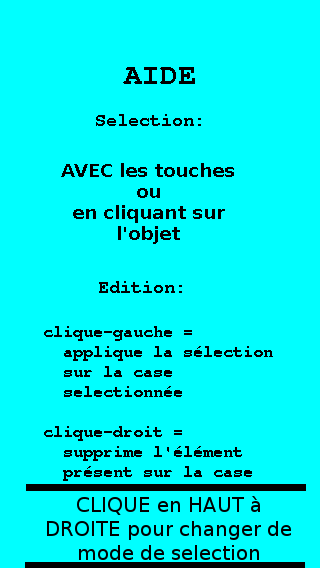 AIDE
Selection:
AVEC les touches
ou
en cliquant sur
l'objet
Edition:
clique-gauche =
applique la sélection
sur la case
selectionnée
clique-droit =
supprime l'élément
présent sur la case
CLIQUE en HAUT à
DROITE pour changer de
mode de selection